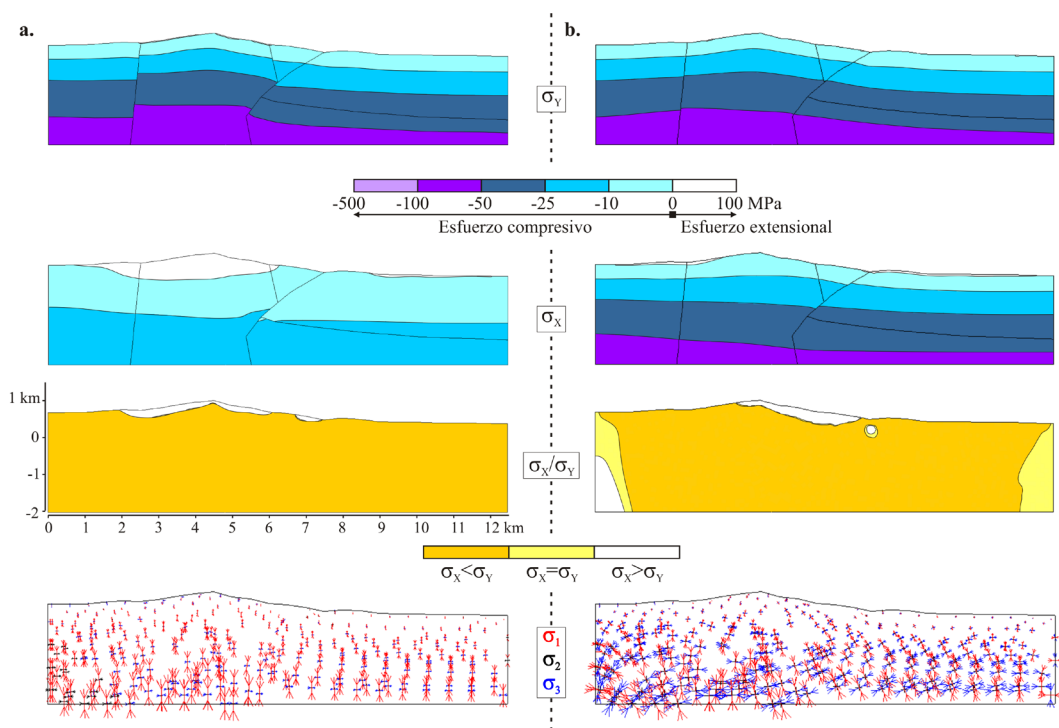 a.
b.
σY
-500 -100 -50 -25 -10 0 100 MPa
Esfuerzo compresivo Esfuerzo extensional
σX
1 km
0
-1
-2
0 1 2 3 4 5 6 7 8 9 10 11 12 km
σX/σY
σX<σY σX=σY σX>σY
σ1
σ2
σ3